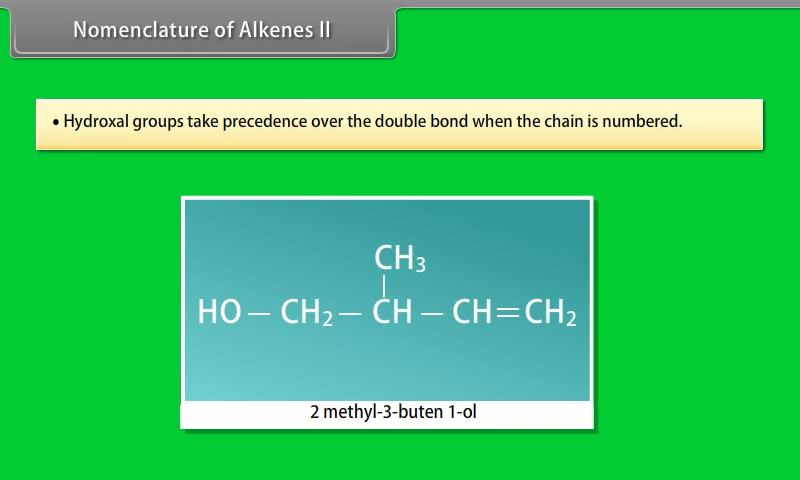 Nomenclature of Alkenes II
• Hydroxal groups take precedence over the double bond when the chain is numbered.
CH₃
HO — CH₂ — CH — CH=CH₂
2 methyl-3-buten 1-ol